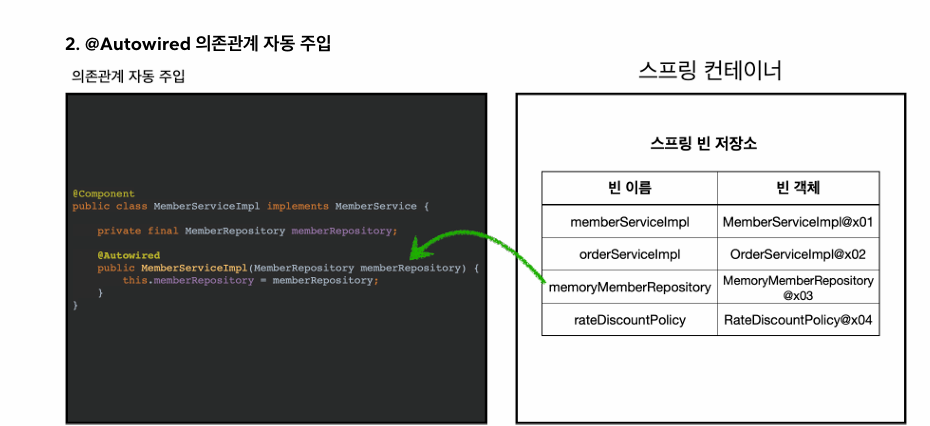 2. @Autowired 의존관계 자동 주입
의존관계 자동 주입
@Component
public class MemberServiceImpl implements MemberService {
private final MemberRepository memberRepository;
@Autowired
public MemberServiceImpl(MemberRepository memberRepository) {
this.memberRepository = memberRepository;
}
}
스프링 컨테이너
스프링 빈 저장소
빈 이름 빈 객체
memberServiceImpl MemberServiceImpl@x01
orderServiceImpl OrderServiceImpl@x02
memoryMemberRepository MemoryMemberRepository
@x03
rateDiscountPolicy RateDiscountPolicy@x04